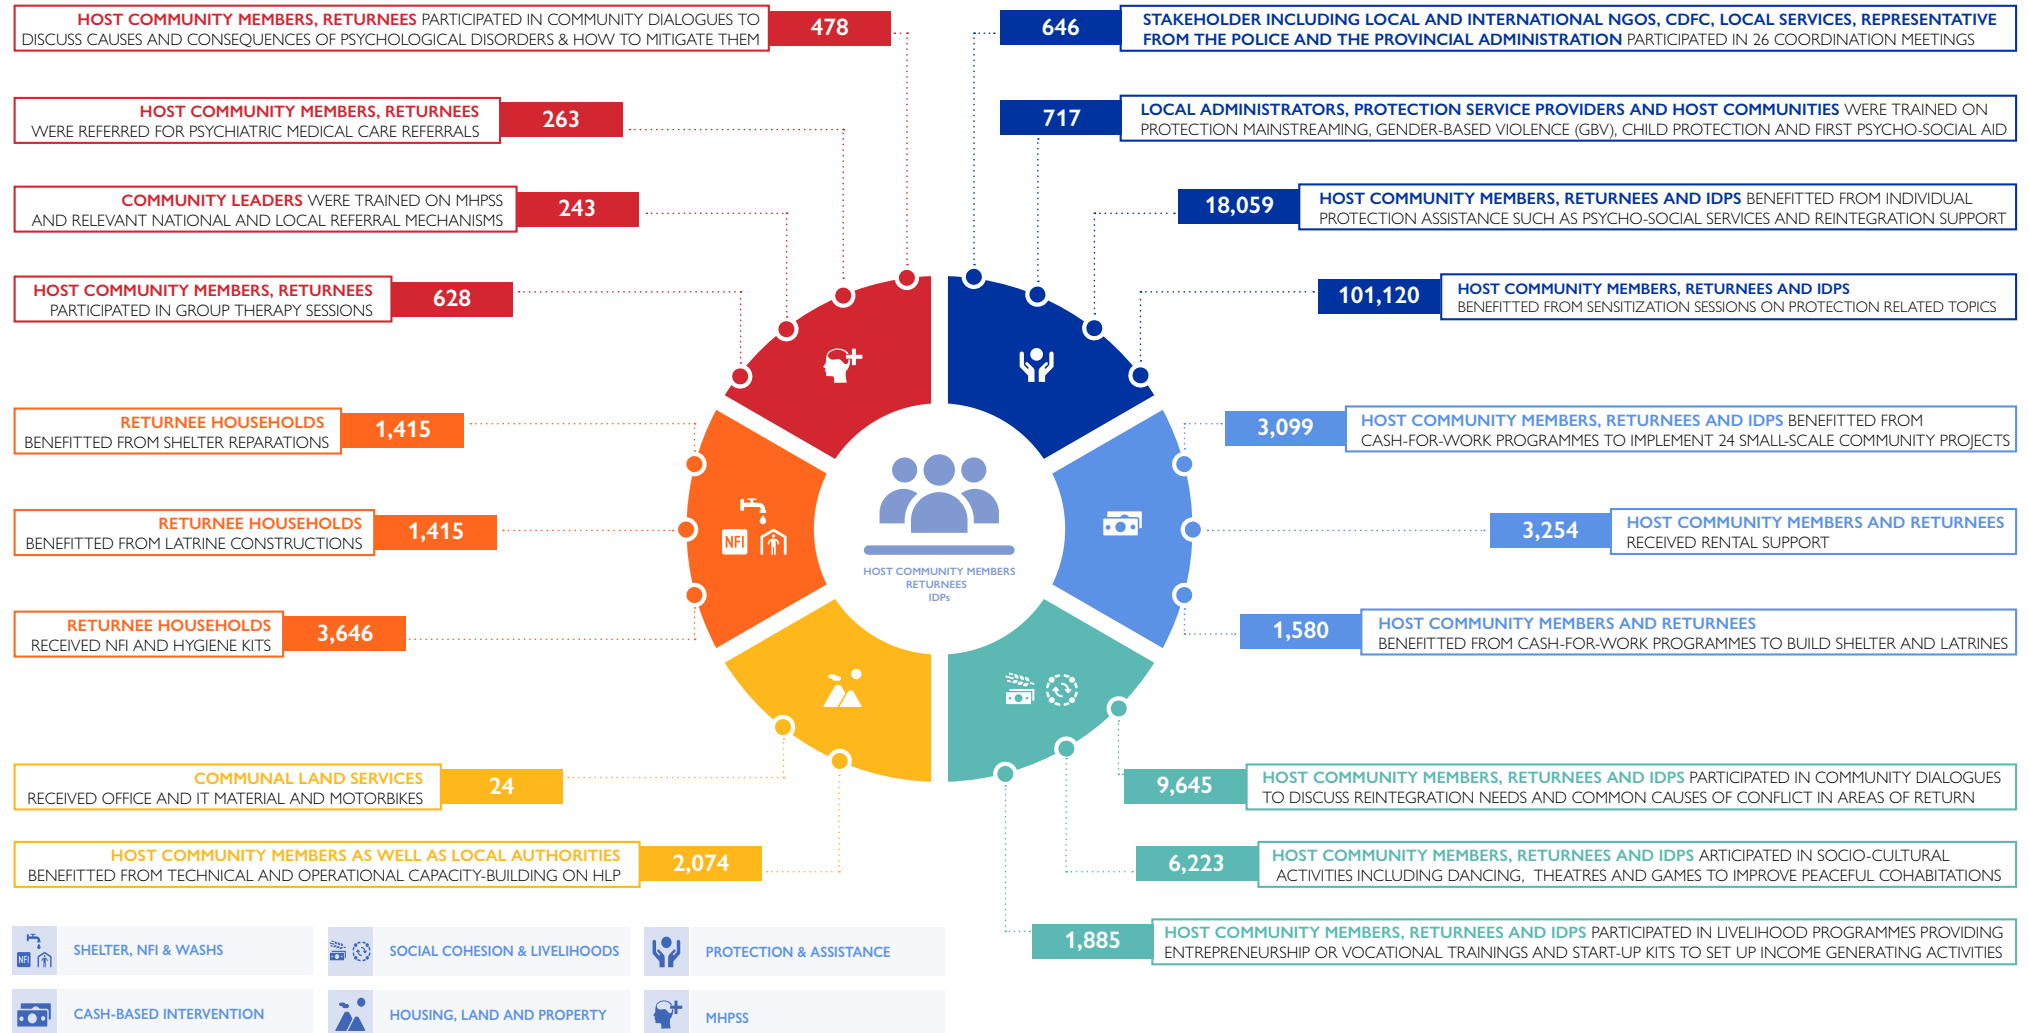 HOST COMMUNITY MEMBERS, RETURNEES PARTICIPATED IN COMMUNITY DIALOGUES TO
DISCUSS CAUSES AND CONSEQUENCES OF PSYCHOLOGICAL DISORDERS & HOW TO MITIGATE THEM
478
HOST COMMUNITY MEMBERS, RETURNEES
WERE REFERRED FOR PSYCHIATRIC MEDICAL CARE REFERRALS
263
COMMUNITY LEADERS WERE TRAINED ON MHPSS
AND RELEVANT NATIONAL AND LOCAL REFERRAL MECHANISMS
243
HOST COMMUNITY MEMBERS, RETURNEES
PARTICIPATED IN GROUP THERAPY SESSIONS
628
RETURNEE HOUSEHOLDS
BENEFITTED FROM SHELTER REPARATIONS
1,415
RETURNEE HOUSEHOLDS
BENEFITTED FROM LATRINE CONSTRUCTIONS
1,415
RETURNEE HOUSEHOLDS
RECEIVED NFI AND HYGIENE KITS
3,646
COMMUNAL LAND SERVICES
RECEIVED OFFICE AND IT MATERIAL AND MOTORBIKES
24
HOST COMMUNITY MEMBERS AS WELL AS LOCAL AUTHORITIES
BENEFITTED FROM TECHNICAL AND OPERATIONAL CAPACITY-BUILDING ON HLP
2,074
NFI
HOST COMMUNITY MEMBERS
RETURNEES
IDPs
646
STAKEHOLDER INCLUDING LOCAL AND INTERNATIONAL NGOS, CDFC, LOCAL SERVICES, REPRESENTATIVE
FROM THE POLICE AND THE PROVINCIAL ADMINISTRATION PARTICIPATED IN 26 COORDINATION MEETINGS
717
LOCAL ADMINISTRATORS, PROTECTION SERVICE PROVIDERS AND HOST COMMUNITIES WERE TRAINED ON
PROTECTION MAINSTREAMING, GENDER-BASED VIOLENCE (GBV), CHILD PROTECTION AND FIRST PSYCHO-SOCIAL AID
18,059
HOST COMMUNITY MEMBERS, RETURNEES AND IDPS BENEFITTED FROM INDIVIDUAL
PROTECTION ASSISTANCE SUCH AS PSYCHO-SOCIAL SERVICES AND REINTEGRATION SUPPORT
101,120
HOST COMMUNITY MEMBERS, RETURNEES AND IDPS
BENEFITTED FROM SENSITIZATION SESSIONS ON PROTECTION RELATED TOPICS
3,099
HOST COMMUNITY MEMBERS, RETURNEES AND IDPS BENEFITTED FROM
CASH-FOR-WORK PROGRAMMES TO IMPLEMENT 24 SMALL-SCALE COMMUNITY PROJECTS
3,254
HOST COMMUNITY MEMBERS AND RETURNEES
RECEIVED RENTAL SUPPORT
1,580
HOST COMMUNITY MEMBERS AND RETURNEES
BENEFITTED FROM CASH-FOR-WORK PROGRAMMES TO BUILD SHELTER AND LATRINES
9,645
HOST COMMUNITY MEMBERS, RETURNEES AND IDPS PARTICIPATED IN COMMUNITY DIALOGUES
TO DISCUSS REINTEGRATION NEEDS AND COMMON CAUSES OF CONFLICT IN AREAS OF RETURN
6,223
HOST COMMUNITY MEMBERS, RETURNEES AND IDPS ARTICIPATED IN SOCIO-CULTURAL
ACTIVITIES INCLUDING DANCING, THEATRES AND GAMES TO IMPROVE PEACEFUL COHABITATIONS
1,885
HOST COMMUNITY MEMBERS, RETURNEES AND IDPS PARTICIPATED IN LIVELIHOOD PROGRAMMES PROVIDING
ENTREPRENEURSHIP OR VOCATIONAL TRAININGS AND START-UP KITS TO SET UP INCOME GENERATING ACTIVITIES
NFI
SHELTER, NFI & WASHS
SOCIAL COHESION & LIVELIHOODS
PROTECTION & ASSISTANCE
CASH-BASED INTERVENTION
HOUSING, LAND AND PROPERTY
MHPSS